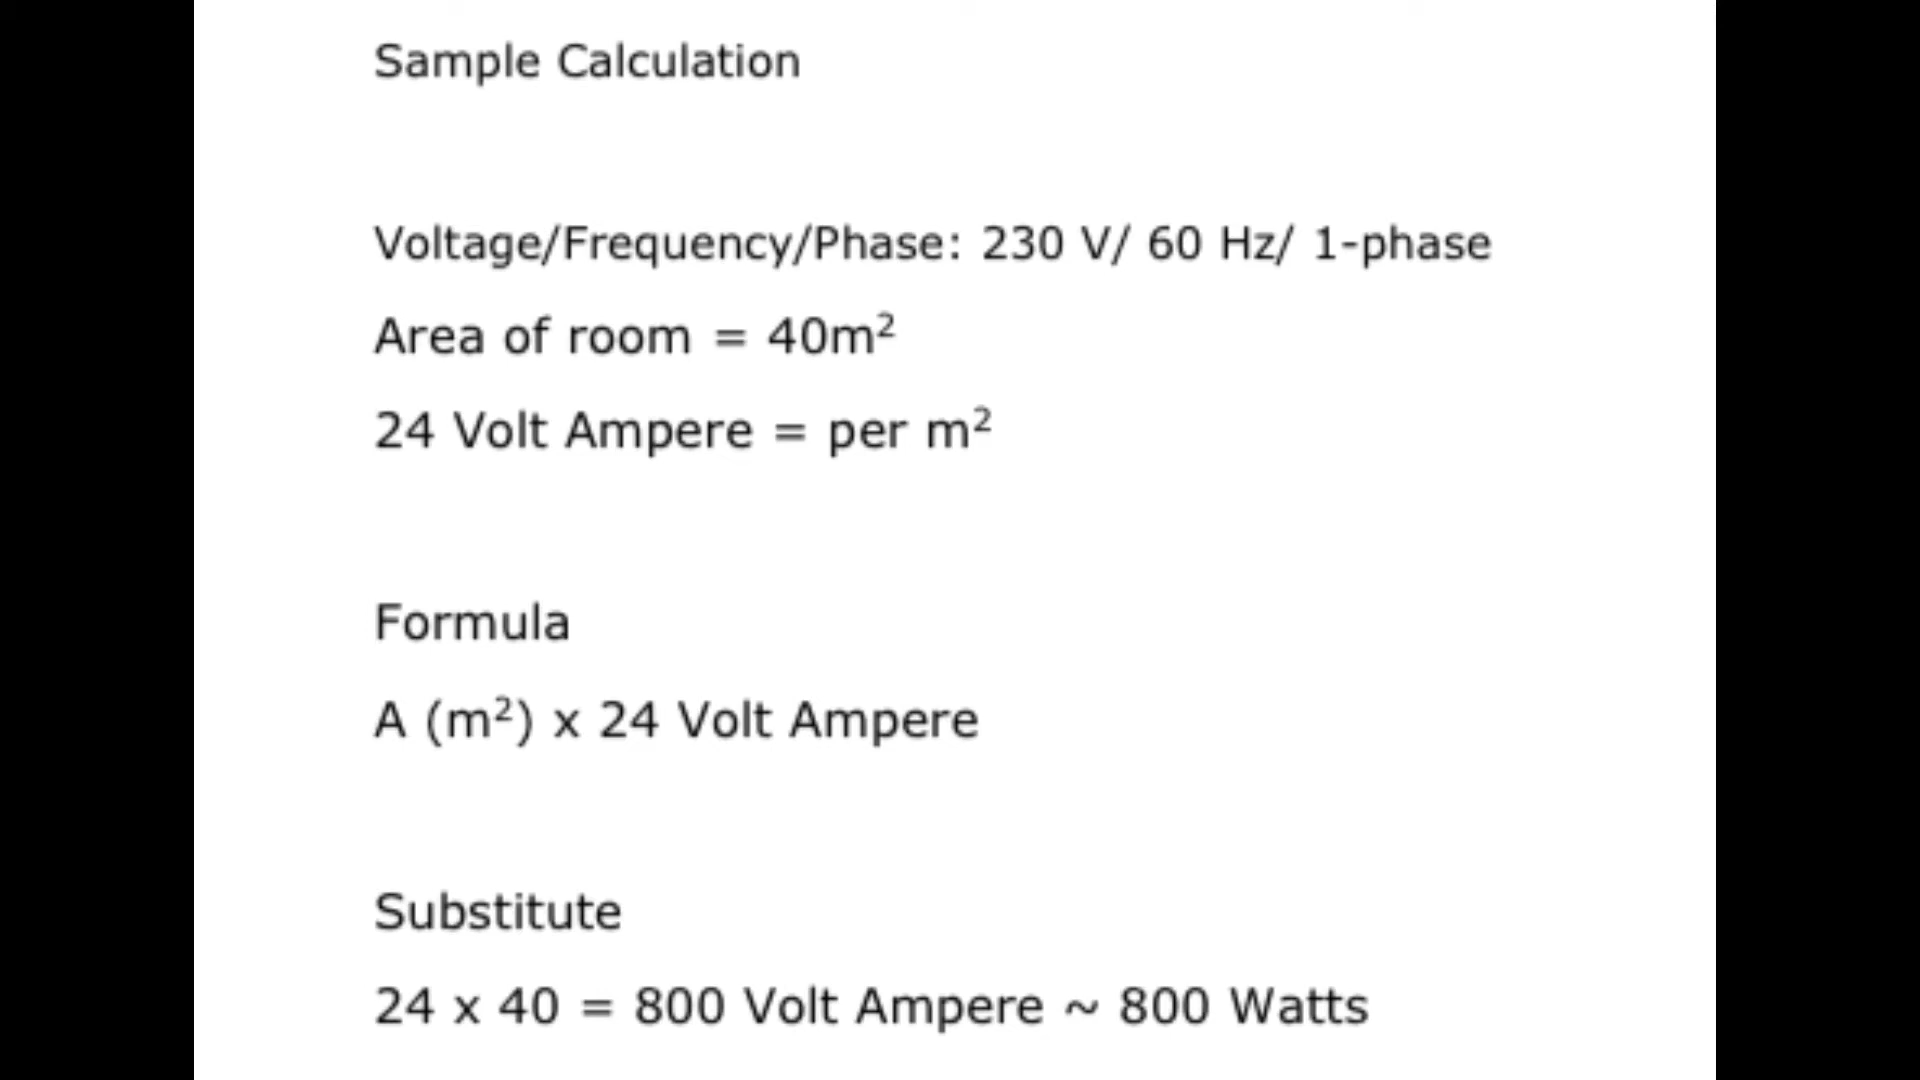 Sample Calculation
Voltage/Frequency/Phase: 230 V/ 60 Hz/ 1-phase
Area of room = 40m²
24 Volt Ampere = per m²
Formula
A (m²) x 24 Volt Ampere
Substitute
24 x 40 = 800 Volt Ampere ~ 800 Watts